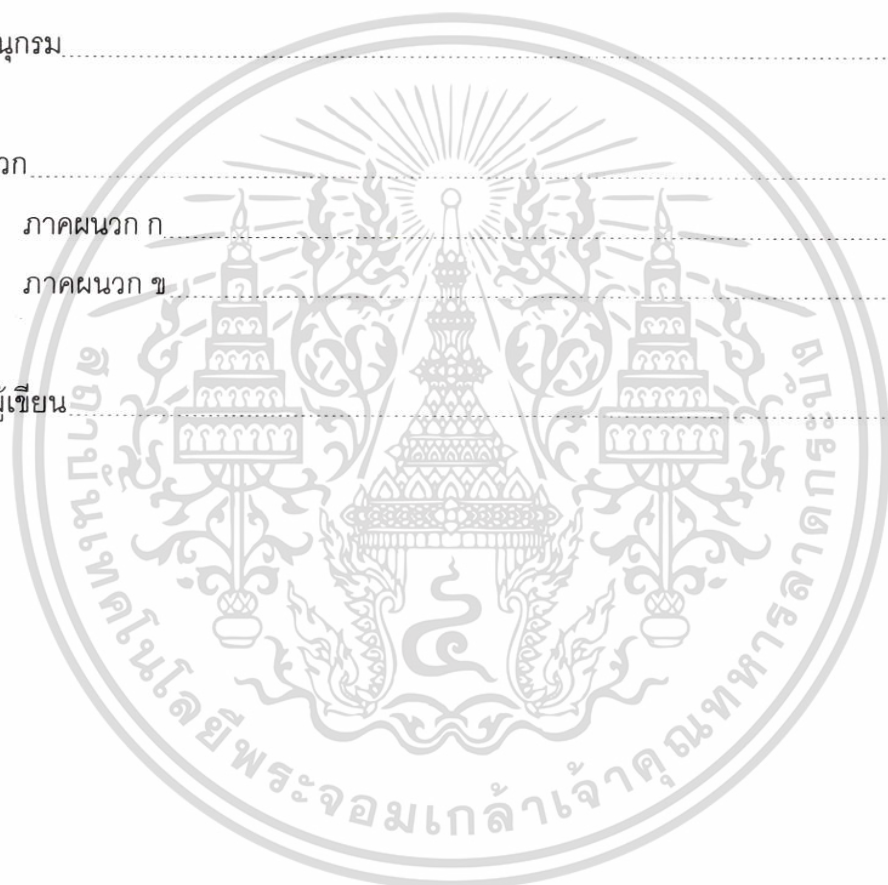 นุกรม
วก
ภาคผนวก ก
ภาคผนวก ข
ผู้เขียน
สถาบันเทคโนโลยีพระจอมเกล้าเจ้าคุณทหารลาดกระบัง
๔